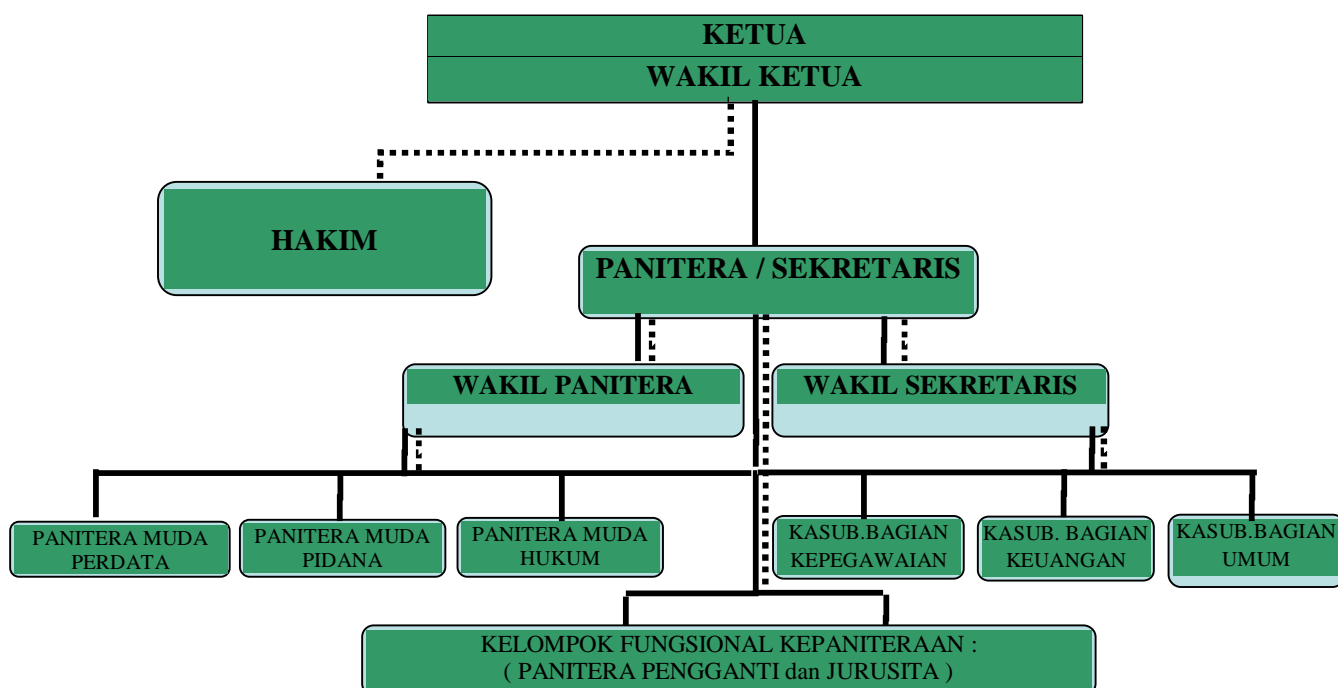 KETUA
WAKIL KETUA
HAKIM
PANITERA / SEKRETARIS
WAKIL PANITERA
WAKIL SEKRETARIS
PANITERA MUDA
PERDATA
PANITERA MUDA
PIDANA
PANITERA MUDA
HUKUM
KASUB.BAGIAN
KEPEGAWAIAN
KASUB. BAGIAN
KEUANGAN
KASUB.BAGIAN
UMUM
KELOMPOK FUNGSIONAL KEPANITERAAN :
( PANITERA PENGGANTI dan JURUSITA )